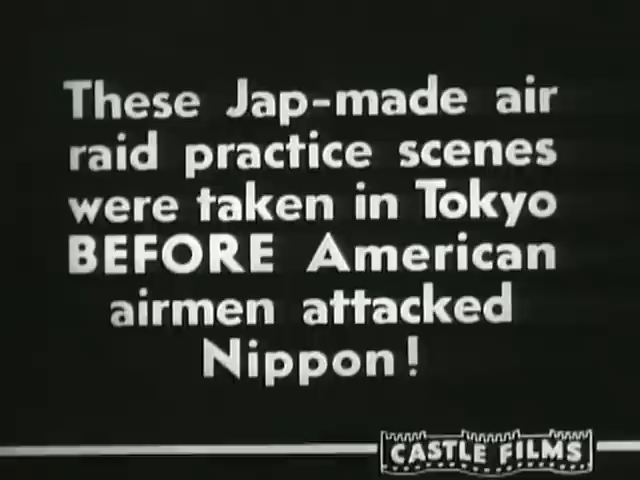 These Jap-made air
raid practice scenes
were taken in Tokyo
BEFORE American
airmen attacked
Nippon!
CASTLE FILMS